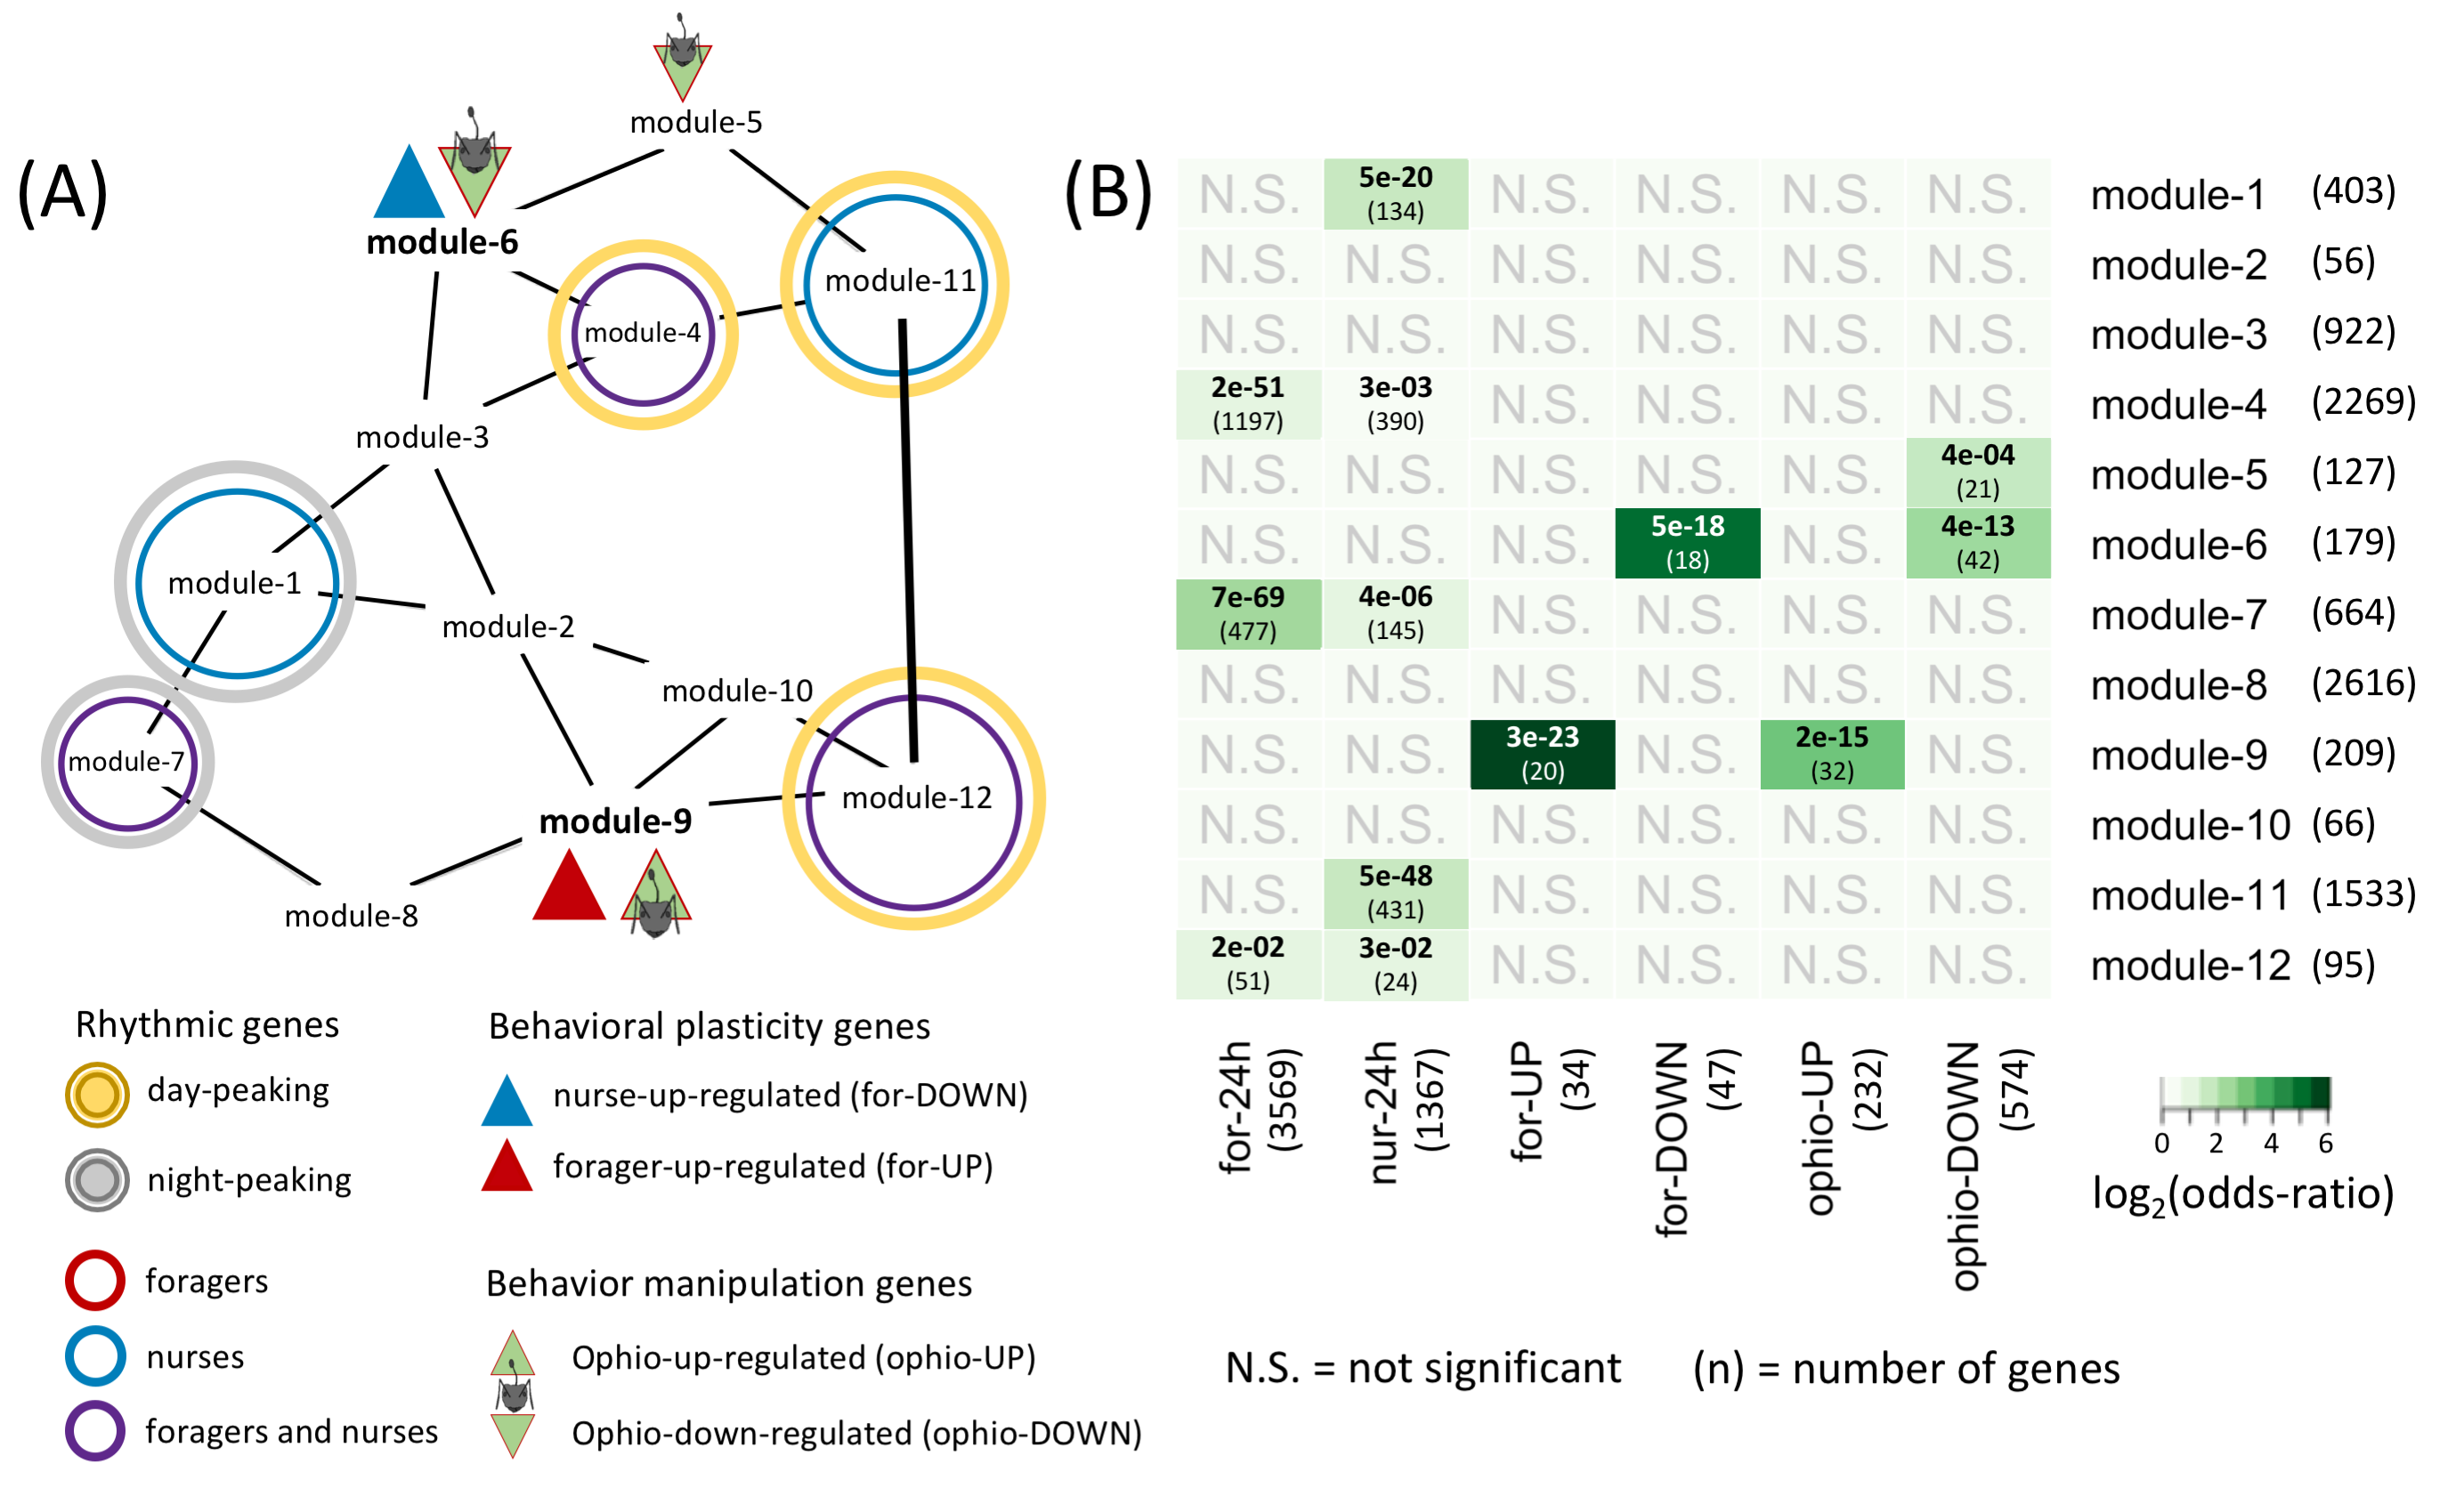 (A)
module-5
module-6
module-11
module-4
module-3
module-1
module-2
module-10
module-7
module-12
module-9
module-8
Rhythmic genes
day-peaking
night-peaking
foragers
nurses
foragers and nurses
Behavioral plasticity genes
nurse-up-regulated (for-DOWN)
forager-up-regulated (for-UP)
Behavior manipulation genes
Ophio-up-regulated (ophio-UP)
Ophio-down-regulated (ophio-DOWN)
(B)
N.S. 5e-20 (134) N.S. N.S. N.S. N.S. module-1 (403)
N.S. N.S. N.S. N.S. N.S. N.S. module-2 (56)
N.S. N.S. N.S. N.S. N.S. N.S. module-3 (922)
2e-51 (1197) 3e-03 (390) N.S. N.S. N.S. N.S. module-4 (2269)
N.S. N.S. N.S. N.S. N.S. 4e-04 (21) module-5 (127)
N.S. N.S. N.S. 5e-18 (18) N.S. 4e-13 (42) module-6 (179)
7e-69 (477) 4e-06 (145) N.S. N.S. N.S. N.S. module-7 (664)
N.S. N.S. N.S. N.S. N.S. N.S. module-8 (2616)
N.S. N.S. 3e-23 (20) N.S. 2e-15 (32) N.S. module-9 (209)
N.S. N.S. N.S. N.S. N.S. N.S. module-10 (66)
N.S. 5e-48 (431) N.S. N.S. N.S. N.S. module-11 (1533)
2e-02 (51) 3e-02 (24) N.S. N.S. N.S. N.S. module-12 (95)
for-24h (3569)
nur-24h (1367)
for-UP (34)
for-DOWN (47)
ophio-UP (232)
ophio-DOWN (574)
0 2 4 6
log2(odds-ratio)
N.S. = not significant (n) = number of genes